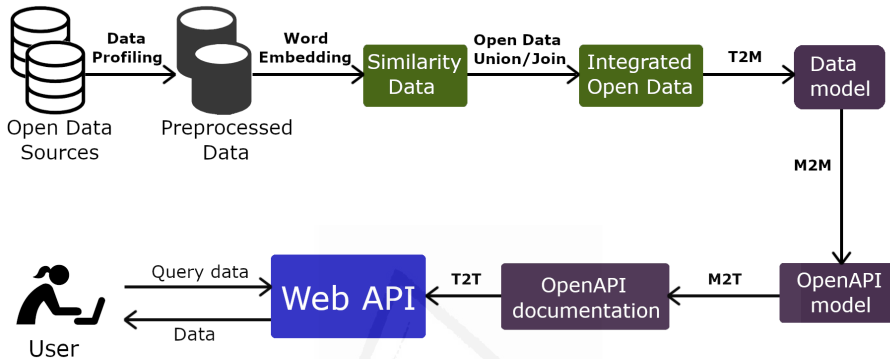 Data
Profiling
Word
Embedding
Open Data
Union/Join
T2M
Similarity
Data
Integrated
Open Data
Data
model
Open Data
Sources
Preprocessed
Data
M2M
Query data
Data
User
Web API
T2T
OpenAPI
documentation
M2T
OpenAPI
model